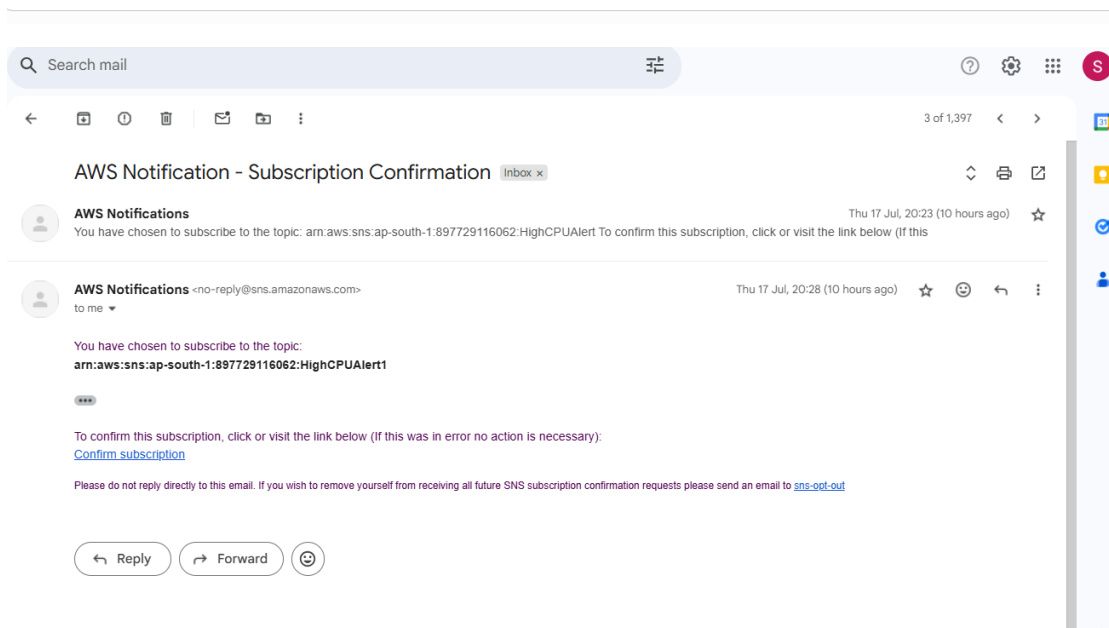 Search mail
S
3 of 1,397
31
AWS Notification - Subscription Confirmation Inbox x
AWS Notifications Thu 17 Jul, 20:23 (10 hours ago)
You have chosen to subscribe to the topic: arn:aws:sns:ap-south-1:897729116062:HighCPUAlert To confirm this subscription, click or visit the link below (If this
AWS Notifications <no-reply@sns.amazonaws.com> Thu 17 Jul, 20:28 (10 hours ago)
to me
You have chosen to subscribe to the topic:
arn:aws:sns:ap-south-1:897729116062:HighCPUAlert1
To confirm this subscription, click or visit the link below (If this was in error no action is necessary):
Confirm subscription
Please do not reply directly to this email. If you wish to remove yourself from receiving all future SNS subscription confirmation requests please send an email to sns-opt-out
Reply Forward